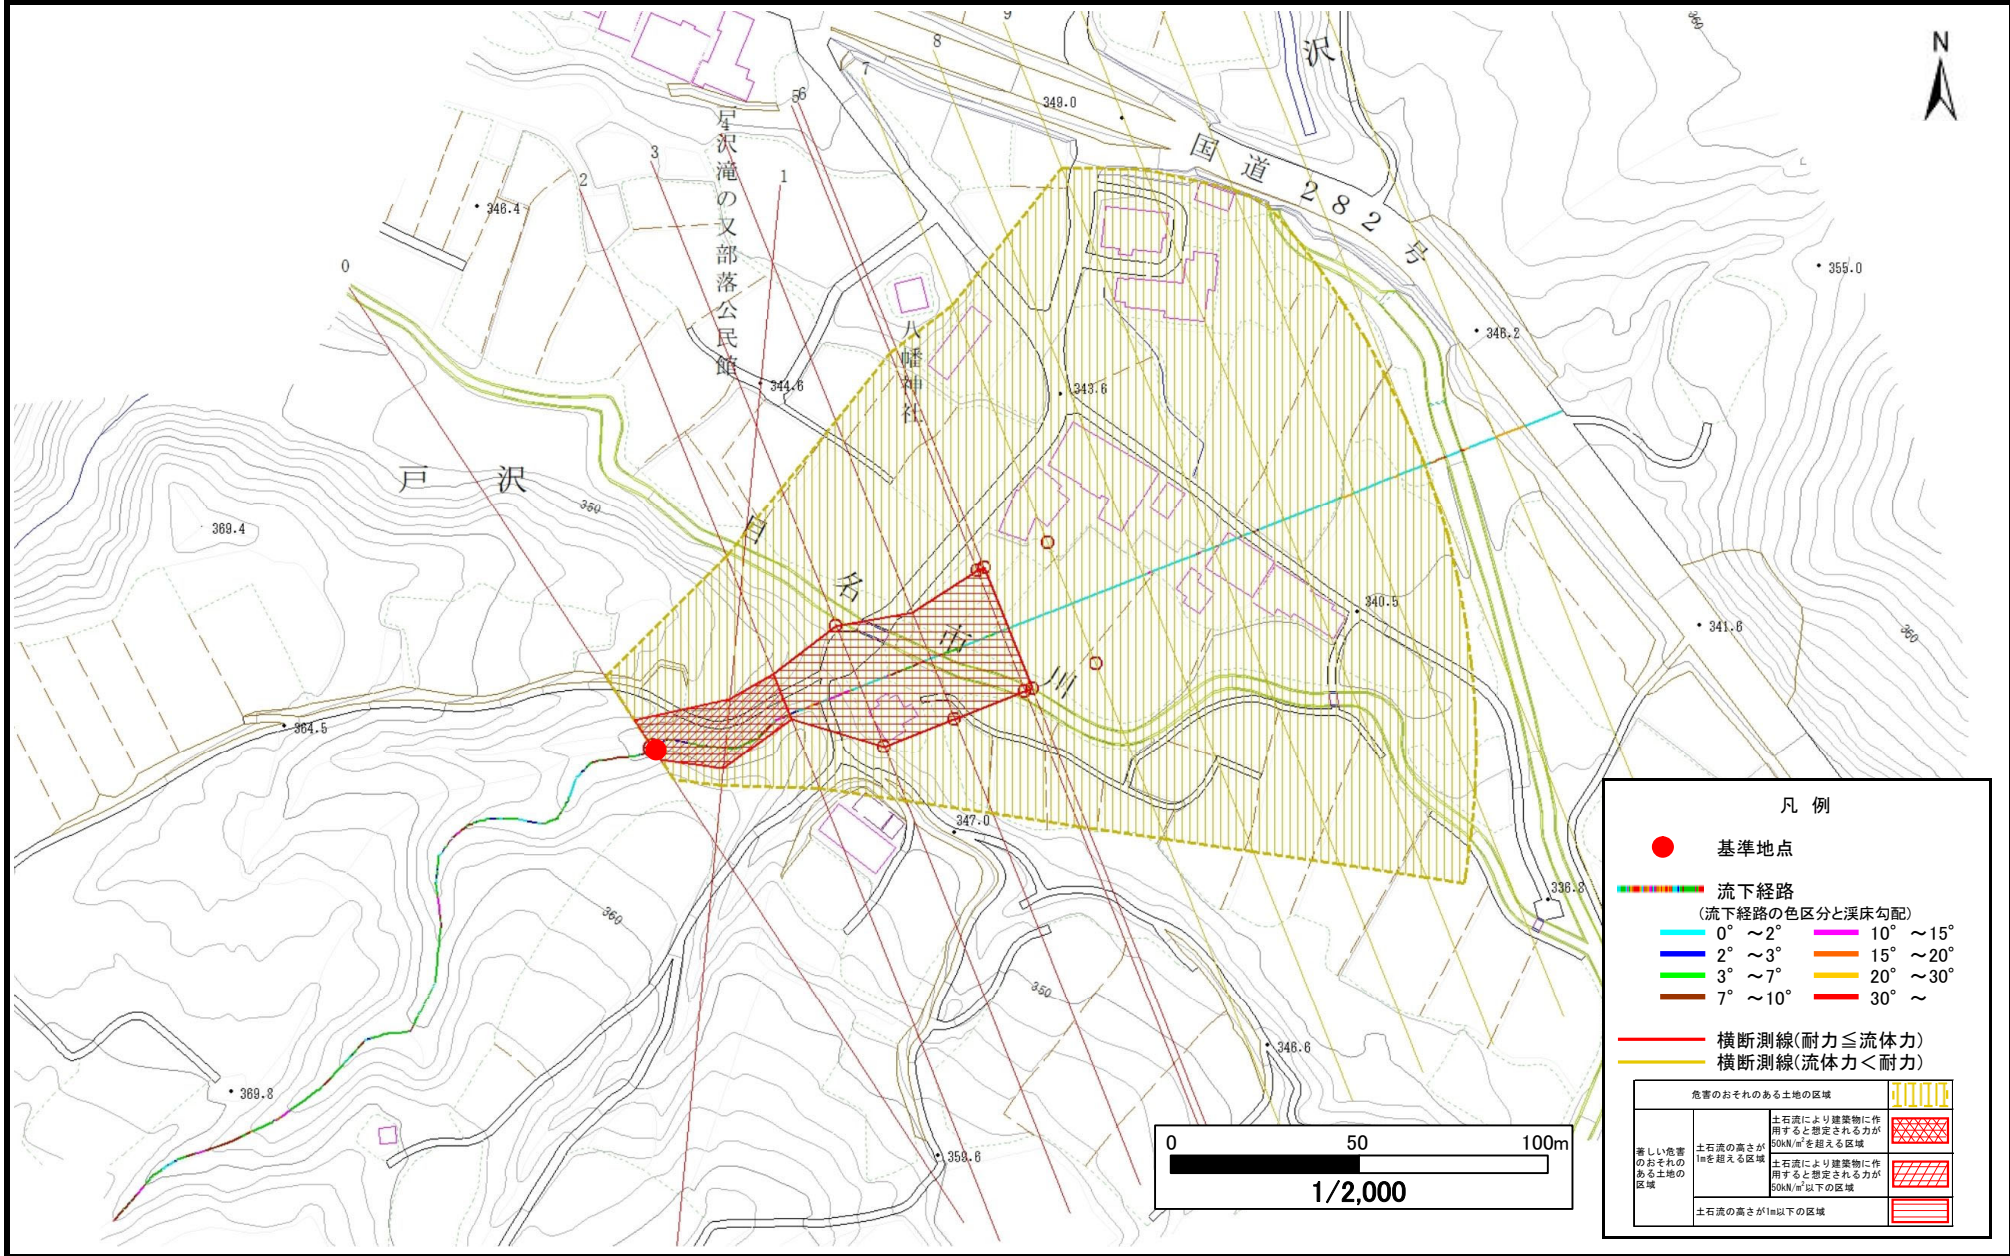 N
9
8
7
56
4
3
2
1
0
沢
360
349.0
国道282号
346.4
戸沢滝の又部落公民館
355.0
346.2
344.6
343.6
八幡神社
戸沢
360
369.4
目名市川
340.5
341.6
360
364.5
347.0
336.8
360
350
346.6
369.8
359.6
0 50 100m
1/2,000
凡例
基準地点
流下経路
(流下経路の色区分と渓床勾配)
0° ～2° 10° ～15°
2° ～3° 15° ～20°
3° ～7° 20° ～30°
7° ～10° 30° ～
横断測線(耐力≦流体力)
横断測線(流体力＜耐力)
危害のおそれのある土地の区域
著しい危害
のおそれの
ある土地の
区域
土石流の高さが
1mを超える区域
土石流により建築物に作
用すると想定される力が
50kN/m²を超える区域
土石流により建築物に作
用すると想定される力が
50kN/m²以下の区域
土石流の高さが1m以下の区域